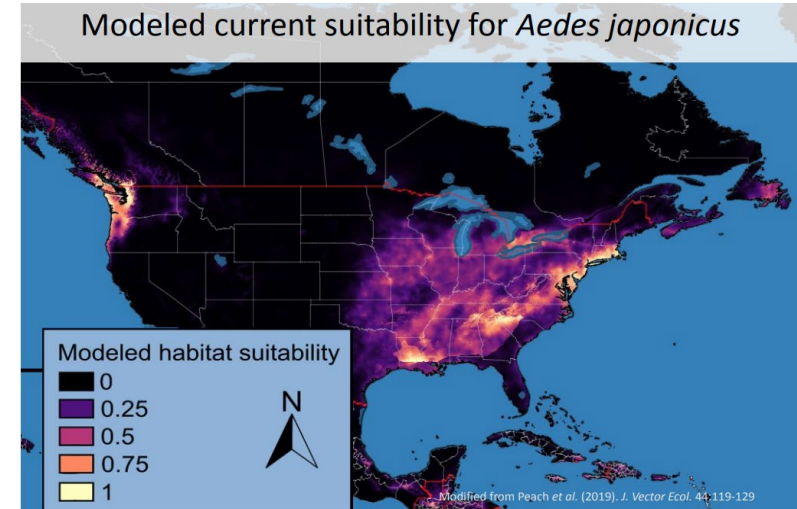 Modeled current suitability for Aedes japonicus
Modeled habitat suitability
0
0.25
0.5
0.75
1
N
Modified from Peach et al. (2019). J. Vector Ecol. 44:119-129